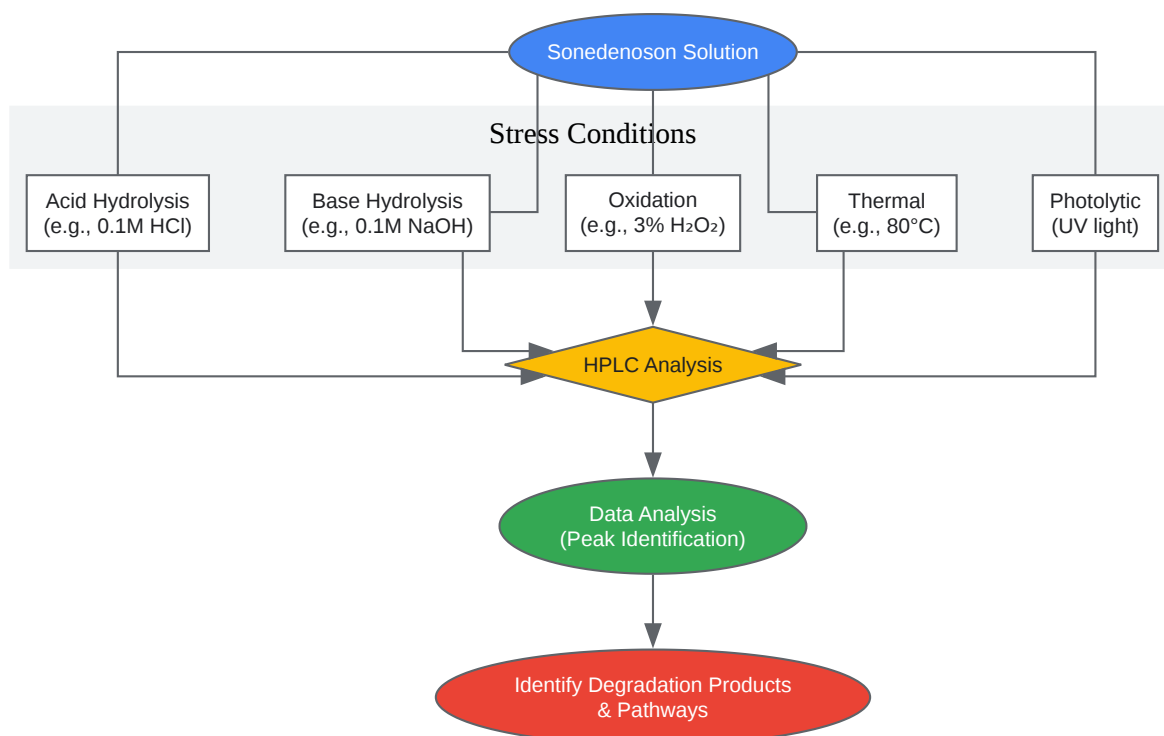 Sonedenoson Solution
Stress Conditions
Acid Hydrolysis
(e.g., 0.1M HCl)
Base Hydrolysis
(e.g., 0.1M NaOH)
Oxidation
(e.g., 3% H₂O₂)
Thermal
(e.g., 80°C)
Photolytic
(UV light)
HPLC Analysis
Data Analysis
(Peak Identification)
Identify Degradation Products
& Pathways